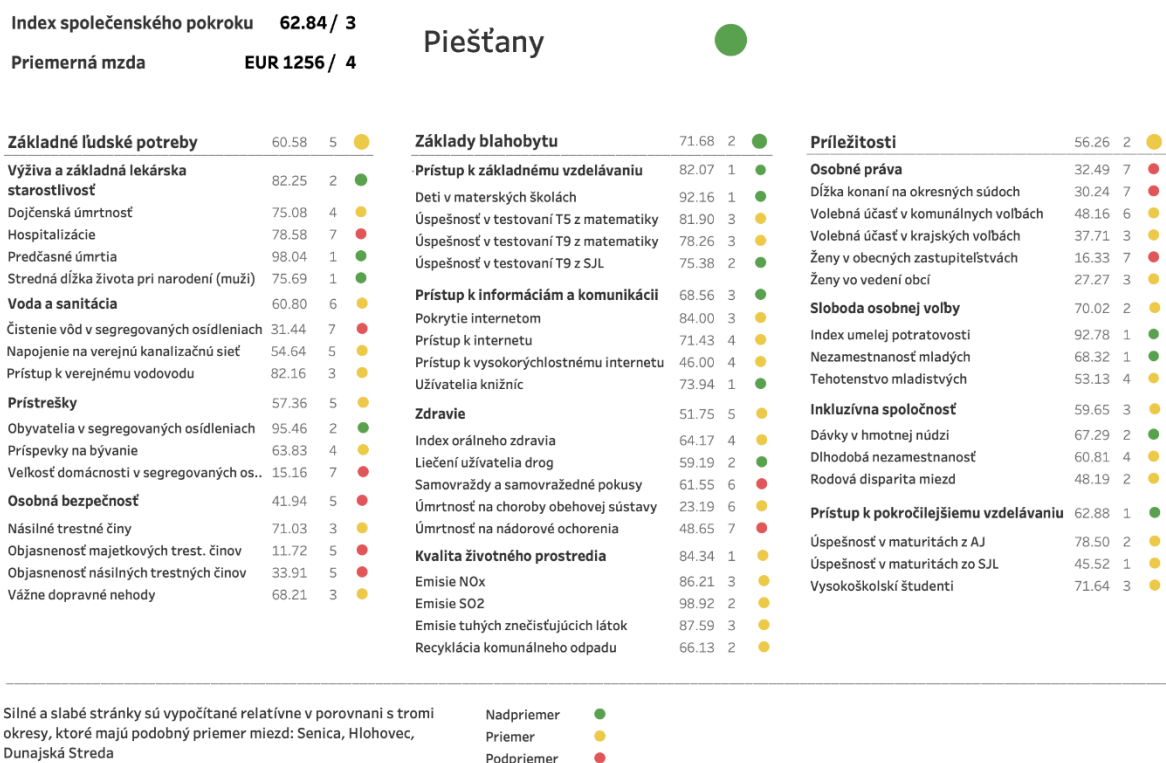 Index spoločenského pokroku 62.84 / 3
Priemerná mzda EUR 1256 / 4
Piešťany
Základné ľudské potreby 60.58 5
Výživa a základná lekárska
starostlivosť 82.25 2
Dojčenská úmrtnosť 75.08 4
Hospitalizácie 78.58 7
Predčasné úmrtia 98.04 1
Stredná dĺžka života pri narodení (muži) 75.69 1
Voda a sanitácia 60.80 6
Čistenie vôd v segregovaných osídleniach 31.44 7
Napojenie na verejnú kanalizačnú sieť 54.64 5
Prístup k verejnému vodovodu 82.16 3
Prístrešky 57.36 5
Obyvatelia v segregovaných osídleniach 95.46 2
Príspevky na bývanie 63.83 4
Veľkosť domácnosti v segregovaných os.. 15.16 7
Osobná bezpečnosť 41.94 5
Násilné trestné činy 71.03 3
Objasnenosť majetkových trest. činov 11.72 5
Objasnenosť násilných trestných činov 33.91 5
Vážne dopravné nehody 68.21 3
Základy blahobytu 71.68 2
Prístup k základnému vzdelávaniu 82.07 1
Deti v materských školách 92.16 1
Úspešnosť v testovaní T5 z matematiky 81.90 3
Úspešnosť v testovaní T9 z matematiky 78.26 3
Úspešnosť v testovaní T9 z SJL 75.38 2
Prístup k informáciám a komunikácii 68.56 3
Pokrytie internetom 84.00 3
Prístup k internetu 71.43 4
Prístup k vysokorýchlostnému internetu 46.00 4
Užívatelia knižníc 73.94 1
Zdravie 51.75 5
Index orálneho zdravia 64.17 4
Liečení užívatelia drog 59.19 2
Samovraždy a samovražedné pokusy 61.55 6
Úmrtnosť na choroby obehovej sústavy 23.19 6
Úmrtnosť na nádorové ochorenia 48.65 7
Kvalita životného prostredia 84.34 1
Emisie NOx 86.21 3
Emisie SO2 98.92 2
Emisie tuhých znečisťujúcich látok 87.59 3
Recyklácia komunálneho odpadu 66.13 2
Príležitosti 56.26 2
Osobné práva 32.49 7
Dĺžka konaní na okresných súdoch 30.24 7
Volebná účasť v komunálnych voľbách 48.16 6
Volebná účasť v krajských voľbách 37.71 3
Ženy v obecných zastupiteľstvách 16.33 7
Ženy vo vedení obcí 27.27 3
Sloboda osobnej voľby 70.02 2
Index umelej potratovosti 92.78 1
Nezamestnanosť mladých 68.32 1
Tehotenstvo mladistvých 53.13 4
Inkluzívna spoločnosť 59.65 3
Dávky v hmotnej núdzi 67.29 2
Dlhodobá nezamestnanosť 60.81 4
Rodová disparita miezd 48.19 2
Prístup k pokročilejšiemu vzdelávaniu 62.88 1
Úspešnosť v maturitách z AJ 78.50 2
Úspešnosť v maturitách zo SJL 45.52 1
Vysokoškolskí študenti 71.64 3
Silné a slabé stránky sú vypočítané relatívne v porovnani s tromi
okresy, ktoré majú podobný priemer miezd: Senica, Hlohovec,
Dunajská Streda
Nadpriemer
Priemer
Podpriemer